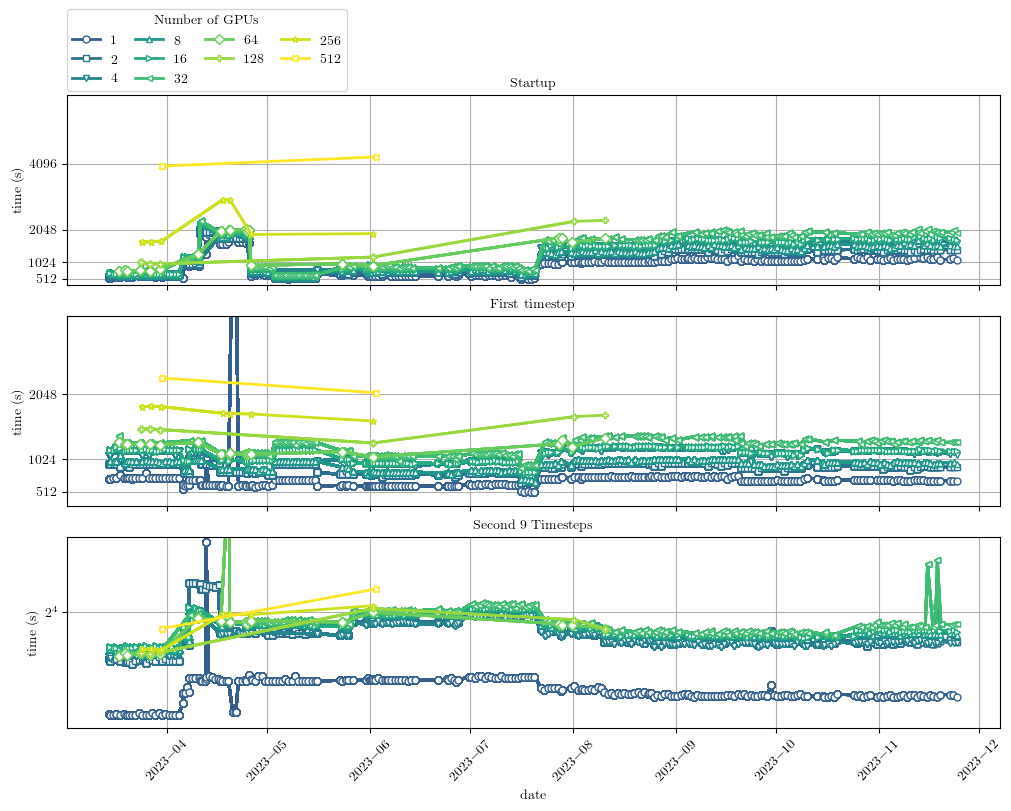 Number of GPUs
1 8 64 256
2 16 128 512
4 32
Startup
time (s)
4096
2048
1024
512
First timestep
time (s)
2048
1024
512
Second 9 Timesteps
time (s)
2⁴
2023−04 2023−05 2023−06 2023−07 2023−08 2023−09 2023−10 2023−11 2023−12
date